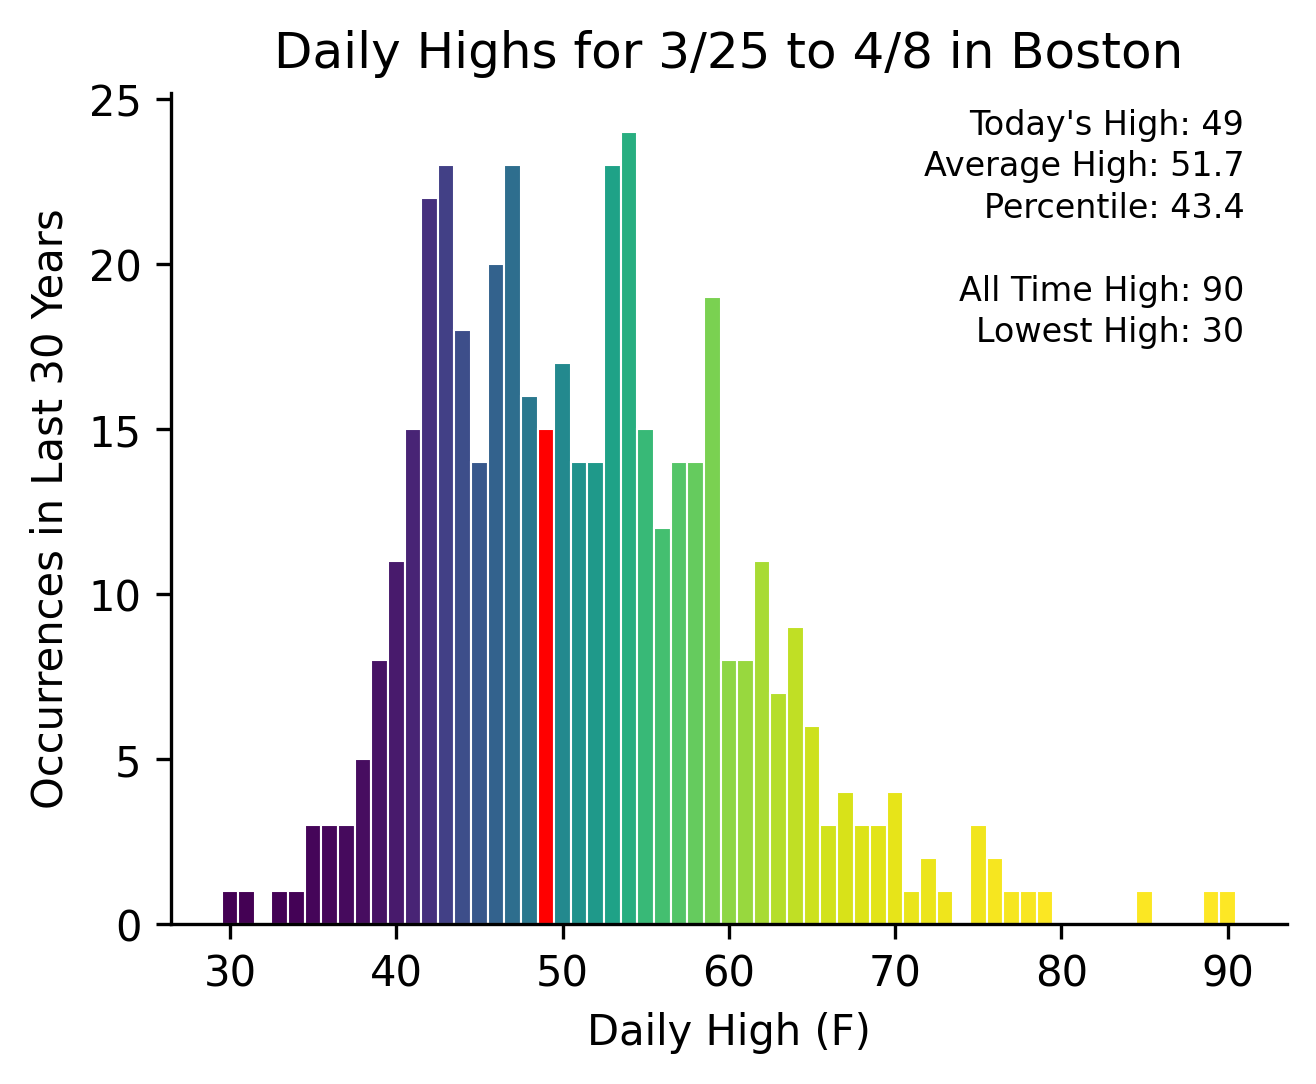 Daily Highs for 3/25 to 4/8 in Boston
Today's High: 49
Average High: 51.7
Percentile: 43.4
All Time High: 90
Lowest High: 30
Occurrences in Last 30 Years
25
20
15
10
5
0
30 40 50 60 70 80 90
Daily High (F)